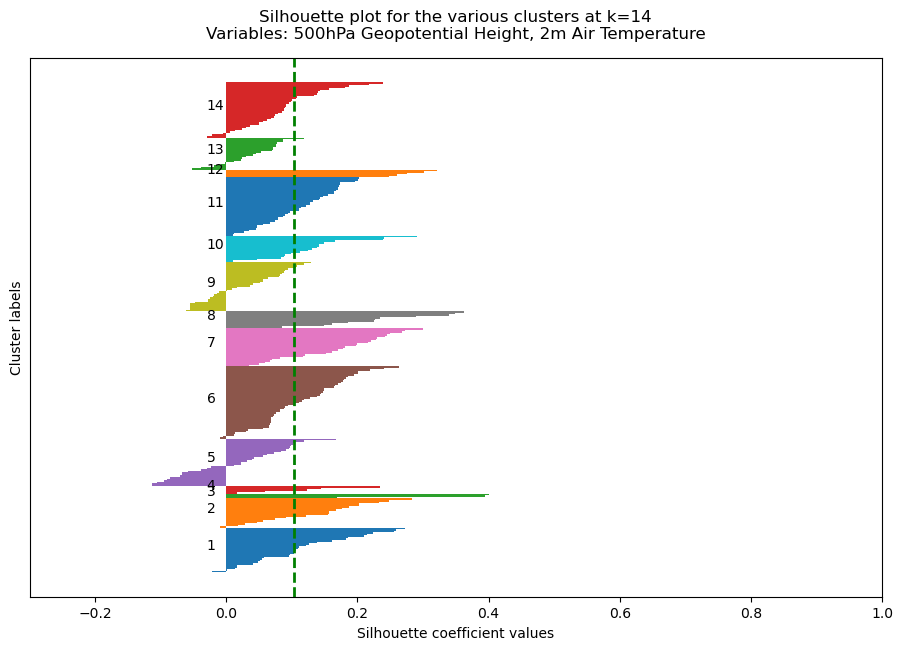 Silhouette plot for the various clusters at k=14
Variables: 500hPa Geopotential Height, 2m Air Temperature
Cluster labels
14
13
12
11
10
9
8
7
6
5
4
3
2
1
−0.2 0.0 0.2 0.4 0.6 0.8 1.0
Silhouette coefficient values